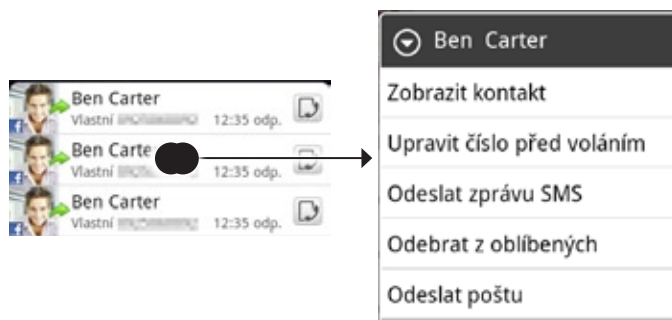 Ben Carter
Vlastní 12:35 odp.
Ben Carte
Vlastní 12:35 odp.
Ben Carter
Vlastní 12:35 odp.
Ben Carter
Zobrazit kontakt
Upravit číslo před voláním
Odeslat zprávu SMS
Odebrat z oblíbených
Odeslat poštu